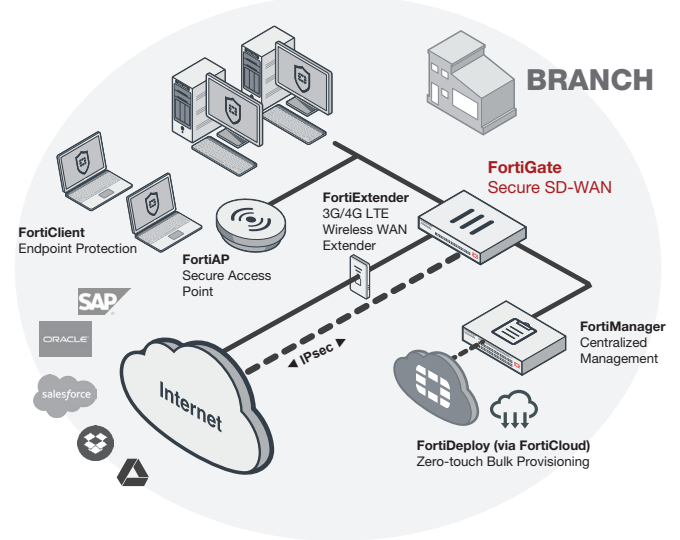 BRANCH
FortiGate
Secure SD-WAN
FortiExtender
3G/4G LTE
Wireless WAN
Extender
FortiClient
Endpoint Protection
FortiAP
Secure Access
Point
SAP
ORACLE
salesforce
Internet
IPsec
FortiManager
Centralized
Management
FortiDeploy (via FortiCloud)
Zero-touch Bulk Provisioning